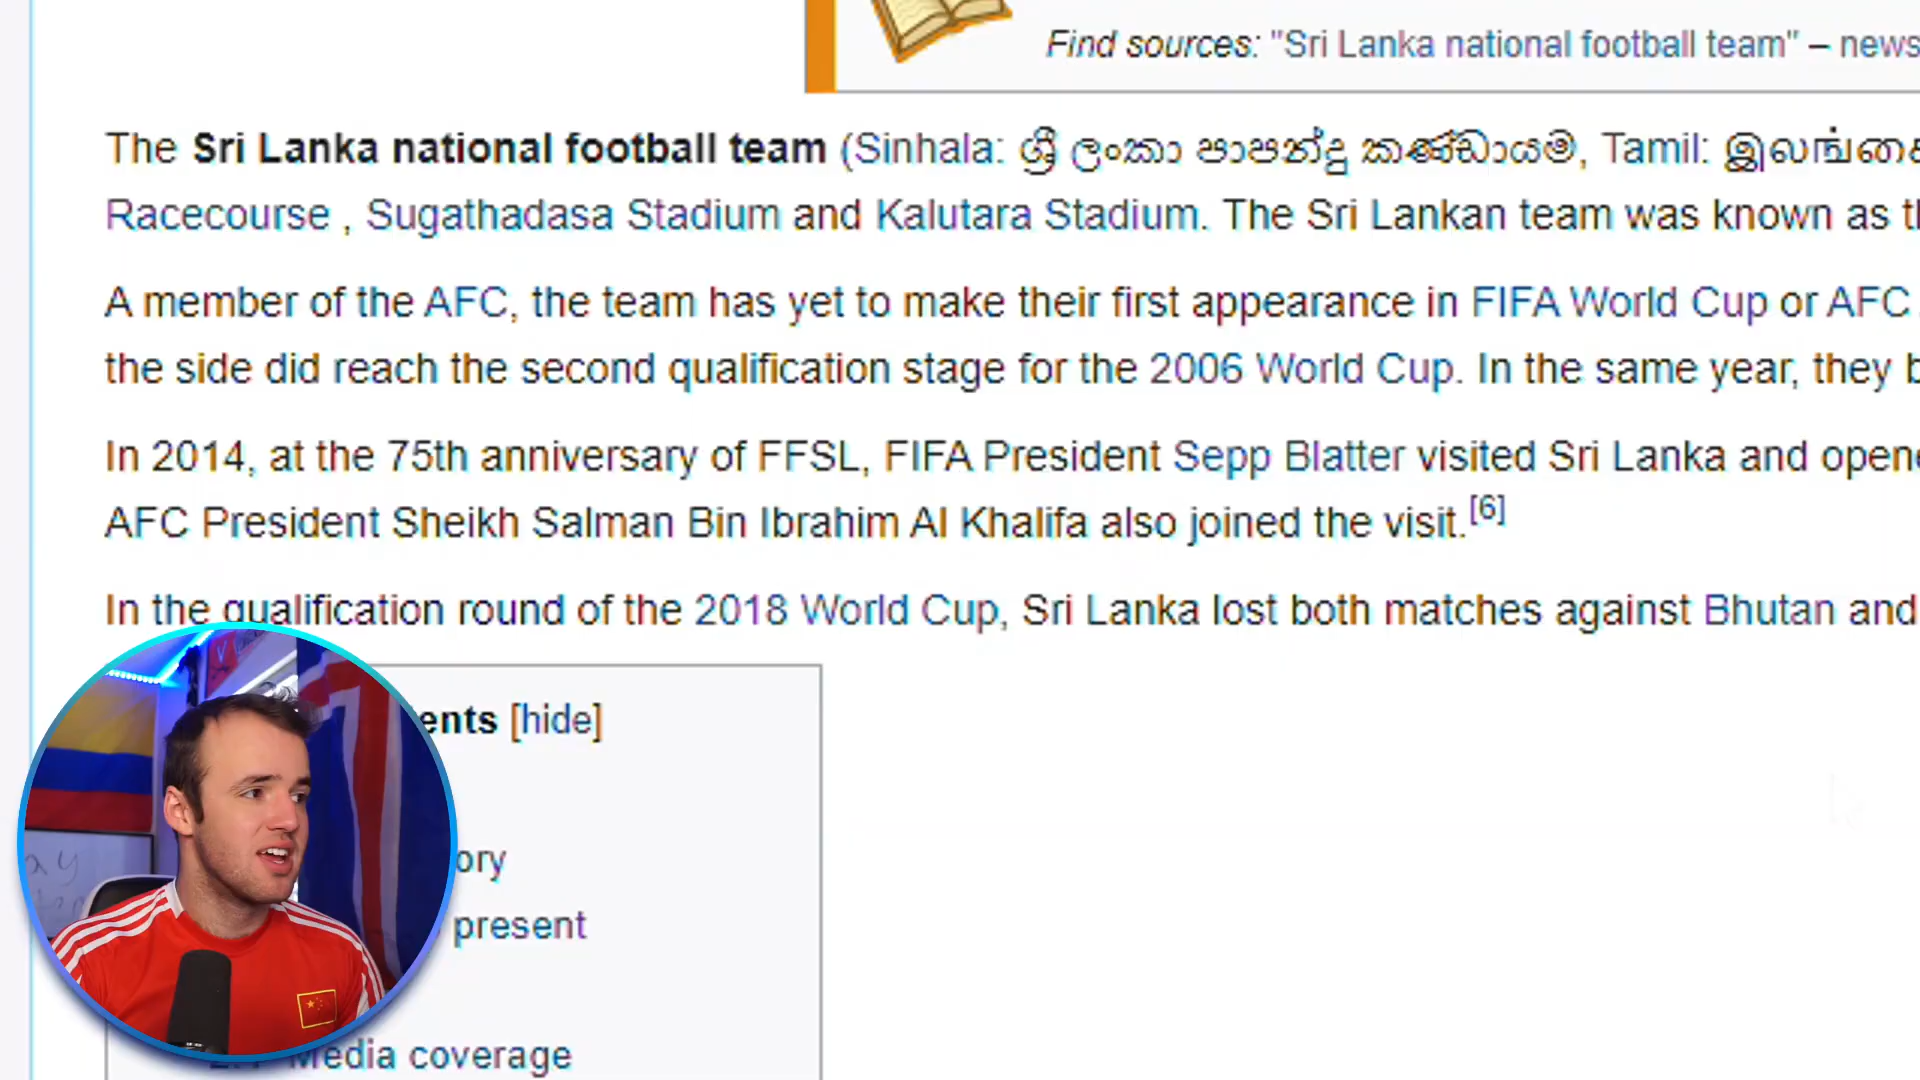 Find sources: "Sri Lanka national football team" – news
The Sri Lanka national football team (Sinhala: ශ්‍රී ලංකා පාපන්දු කණ්ඩායම, Tamil:
Racecourse , Sugathadasa Stadium and Kalutara Stadium. The Sri Lankan team was known as
A member of the AFC, the team has yet to make their first appearance in FIFA World Cup or AFC
the side did reach the second qualification stage for the 2006 World Cup. In the same year, they
In 2014, at the 75th anniversary of FFSL, FIFA President Sepp Blatter visited Sri Lanka and
AFC President Sheikh Salman Bin Ibrahim Al Khalifa also joined the visit.[6]
In the qualification round of the 2018 World Cup, Sri Lanka lost both matches against Bhutan and
[hide]
present
Media coverage